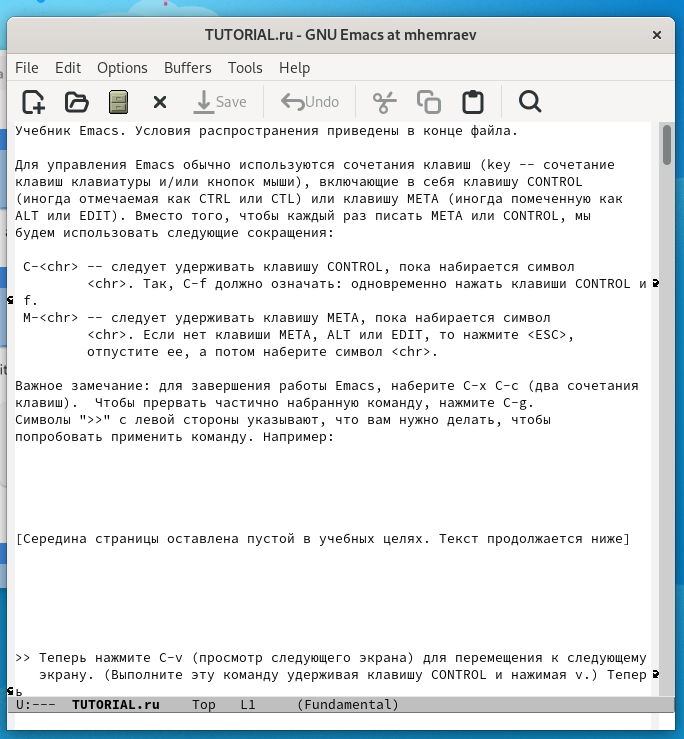 TUTORIAL.ru - GNU Emacs at mhemraev
File Edit Options Buffers Tools Help
Save Undo
Учебник Emacs. Условия распространения приведены в конце файла.
Для управления Emacs обычно используются сочетания клавиш (key -- сочетание
клавиш клавиатуры и/или кнопок мыши), включающие в себя клавишу CONTROL
(иногда отмечаемая как CTRL или CTL) или клавишу META (иногда помеченную как
ALT или EDIT). Вместо того, чтобы каждый раз писать META или CONTROL, мы
будем использовать следующие сокращения:
C-<chr> -- следует удерживать клавишу CONTROL, пока набирается символ
<chr>. Так, C-f должно означать: одновременно нажать клавиши CONTROL и
f.
M-<chr> -- следует удерживать клавишу META, пока набирается символ
<chr>. Если нет клавиши META, ALT или EDIT, то нажмите <ESC>,
отпустите ее, а потом наберите символ <chr>.
Важное замечание: для завершения работы Emacs, наберите C-x C-c (два сочетания
клавиш). Чтобы прервать частично набранную команду, нажмите C-g.
Символы ">>" с левой стороны указывают, что вам нужно делать, чтобы
попробовать применить команду. Например:
[Середина страницы оставлена пустой в учебных целях. Текст продолжается ниже]
>> Теперь нажмите C-v (просмотр следующего экрана) для перемещения к следующему
экрану. (Выполните эту команду удерживая клавишу CONTROL и нажимая v.) Тепер
ь
U:--- TUTORIAL.ru Top L1 (Fundamental)